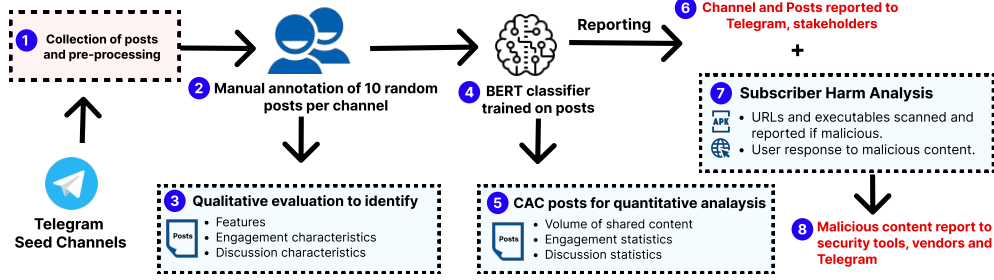 1
Collection of posts
and pre-processing
Telegram
Seed Channels
2 Manual annotation of 10 random
posts per channel
3 Qualitative evaluation to identify
Posts
• Features
• Engagement characteristics
• Discussion characteristics
4 BERT classifier
trained on posts
5 CAC posts for quantitative analaysis
Posts
• Volume of shared content
• Engagement statistics
• Discussion statistics
Reporting
6 Channel and Posts reported to
Telegram, stakeholders
+
7 Subscriber Harm Analysis
APK
• URLs and executables scanned and
reported if malicious.
• User response to malicious content.
8 Malicious content report to
security tools, vendors and
Telegram